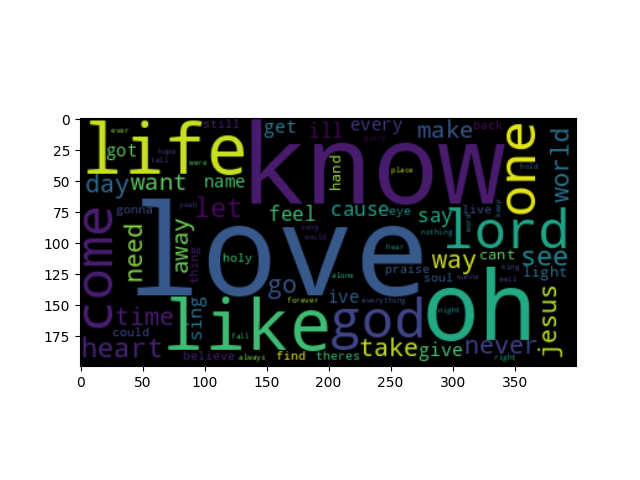 0
25
50
75
100
125
150
175
0 50 100 150 200 250 300 350
ever still get ill every make back
life know one
got hope tell were glory hand place hold world
day want name
gonna yeah let feel cause eye say live word keep
come love lord
need away thing song would nothing
holy hear way cant see
go alone praise soul king light
ive everything wanna well
like forever god oh
time sing night jesus
could fall
heart take give never
believe always find theres right